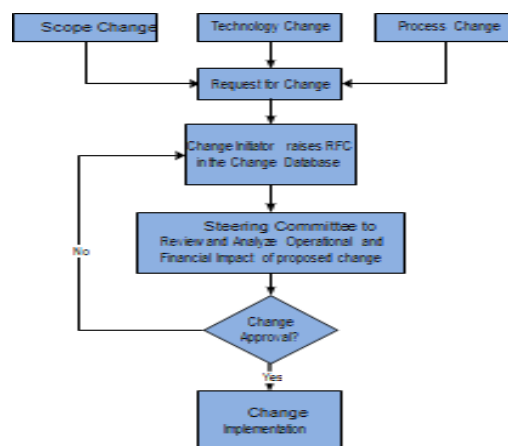 Scope Change
Technology Change
Process Change
Request for Change
Change Initiator raises RFC
in the Change Database
Steering Committee to
Review and Analyze Operational and
Financial Impact of proposed change
No
Change
Approval?
Yes
Change
Implementation